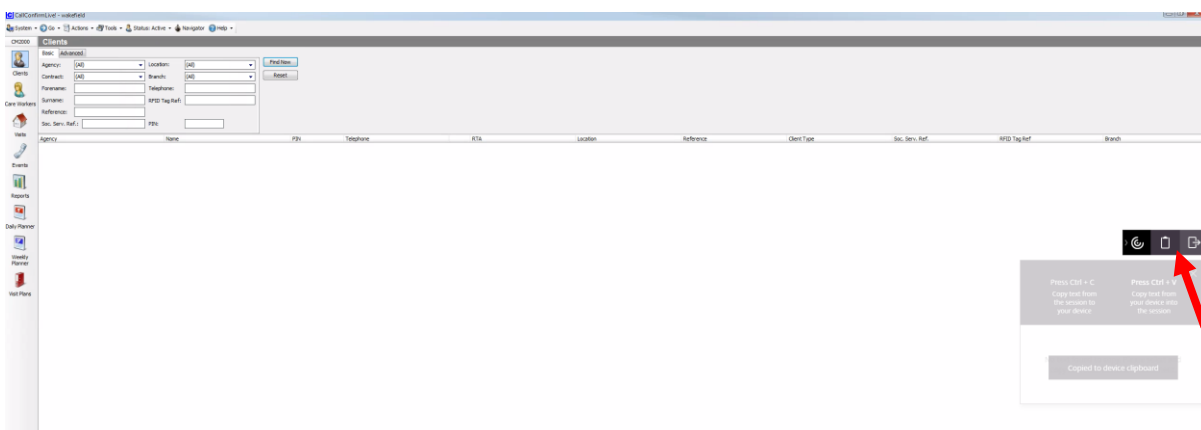 CallConfirmLive! - wakefield
System Go Actions Tools Status: Active Navigator Help
CM2000
Clients
Basic Advanced
Agency: (All) Location: (All) Find Now
Contract: (All) Branch: (All) Reset
Forename: Telephone:
Surname: RFID Tag Ref:
Reference:
Soc. Serv. Ref.: PIN:
Agency Name PIN Telephone RTA Location Reference Client Type Soc. Serv. Ref. RFID Tag Ref Branch
Clients
Care Workers
Visits
Events
Reports
Daily Planner
Weekly
Planner
Visit Plans
Press Ctrl + C Press Ctrl + V
Copy text from Copy text from
the session to your device into
your device the session
Copied to device clipboard